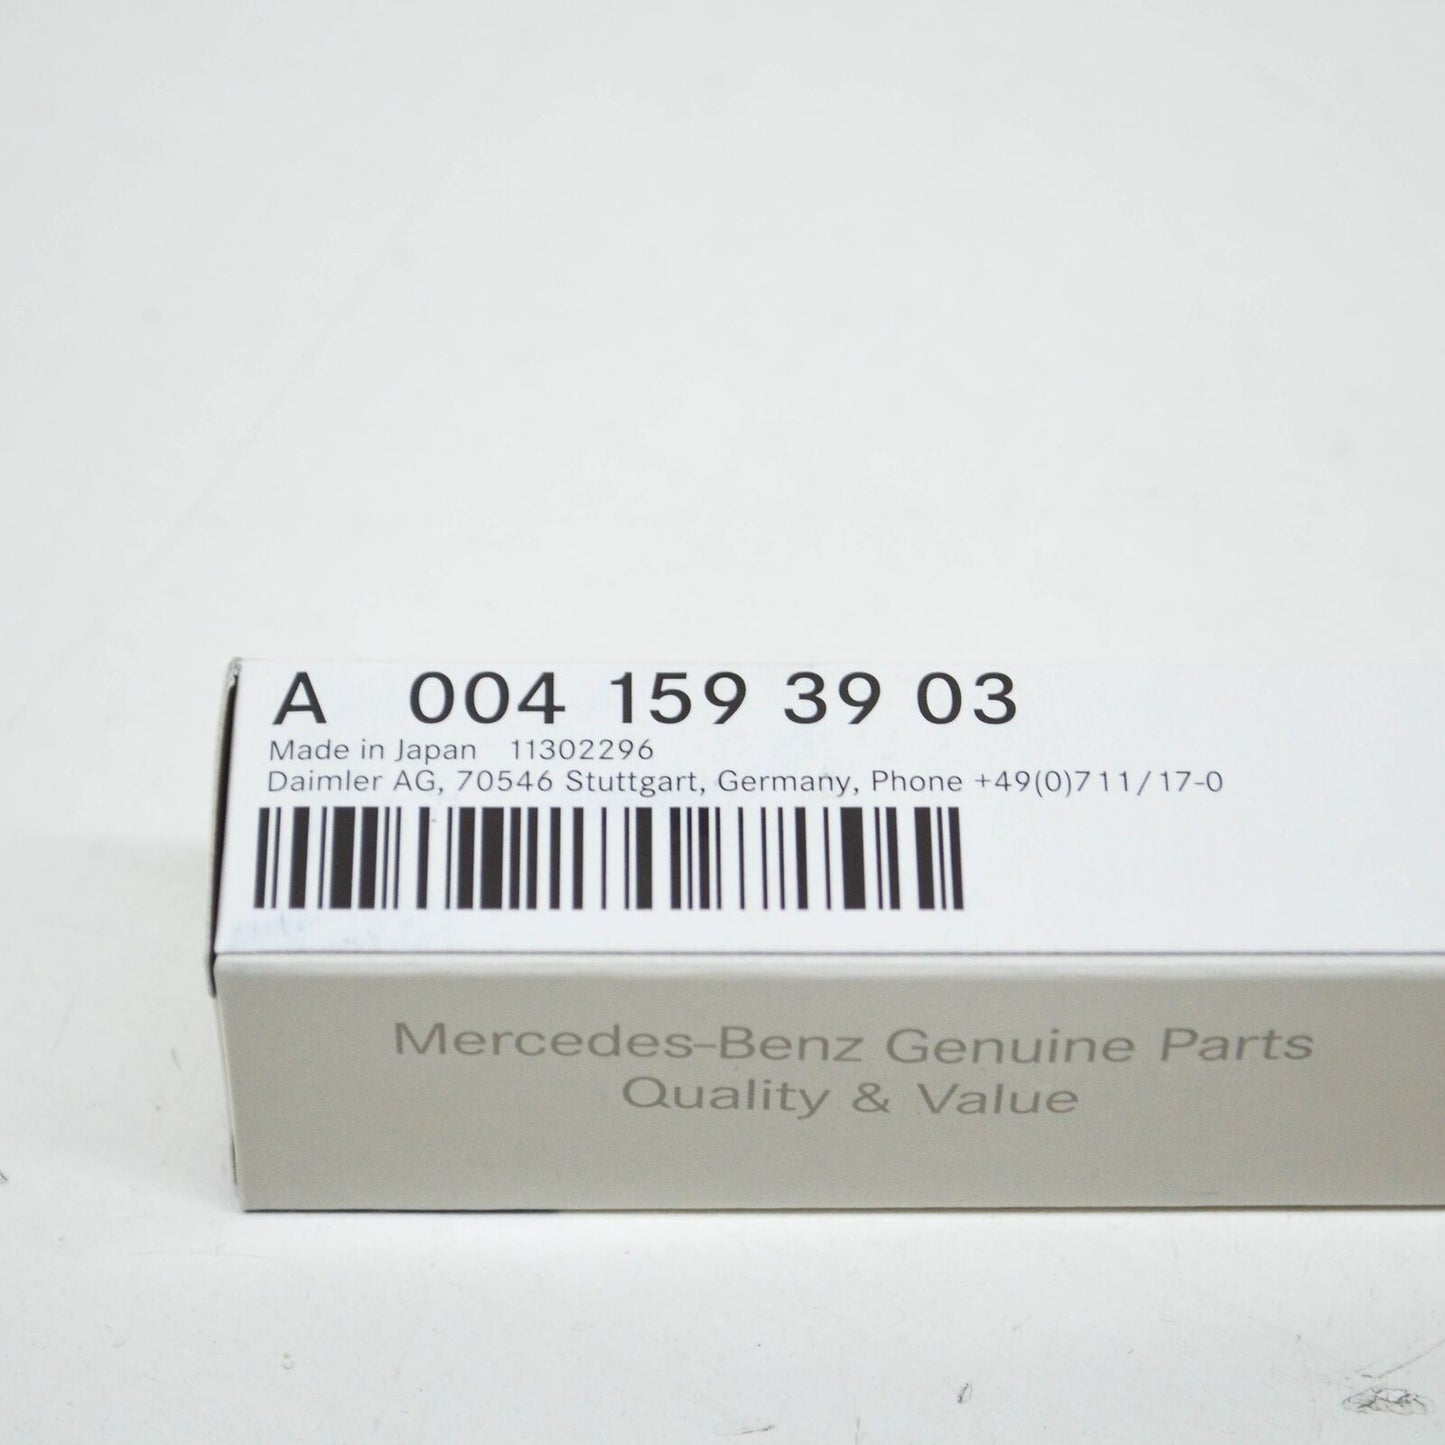 A 004 159 39 03
Made in Japan 11302296
Daimler AG, 70546 Stuttgart, Germany, Phone +49(0)711/17-0
Mercedes-Benz Genuine Parts
Quality & Value